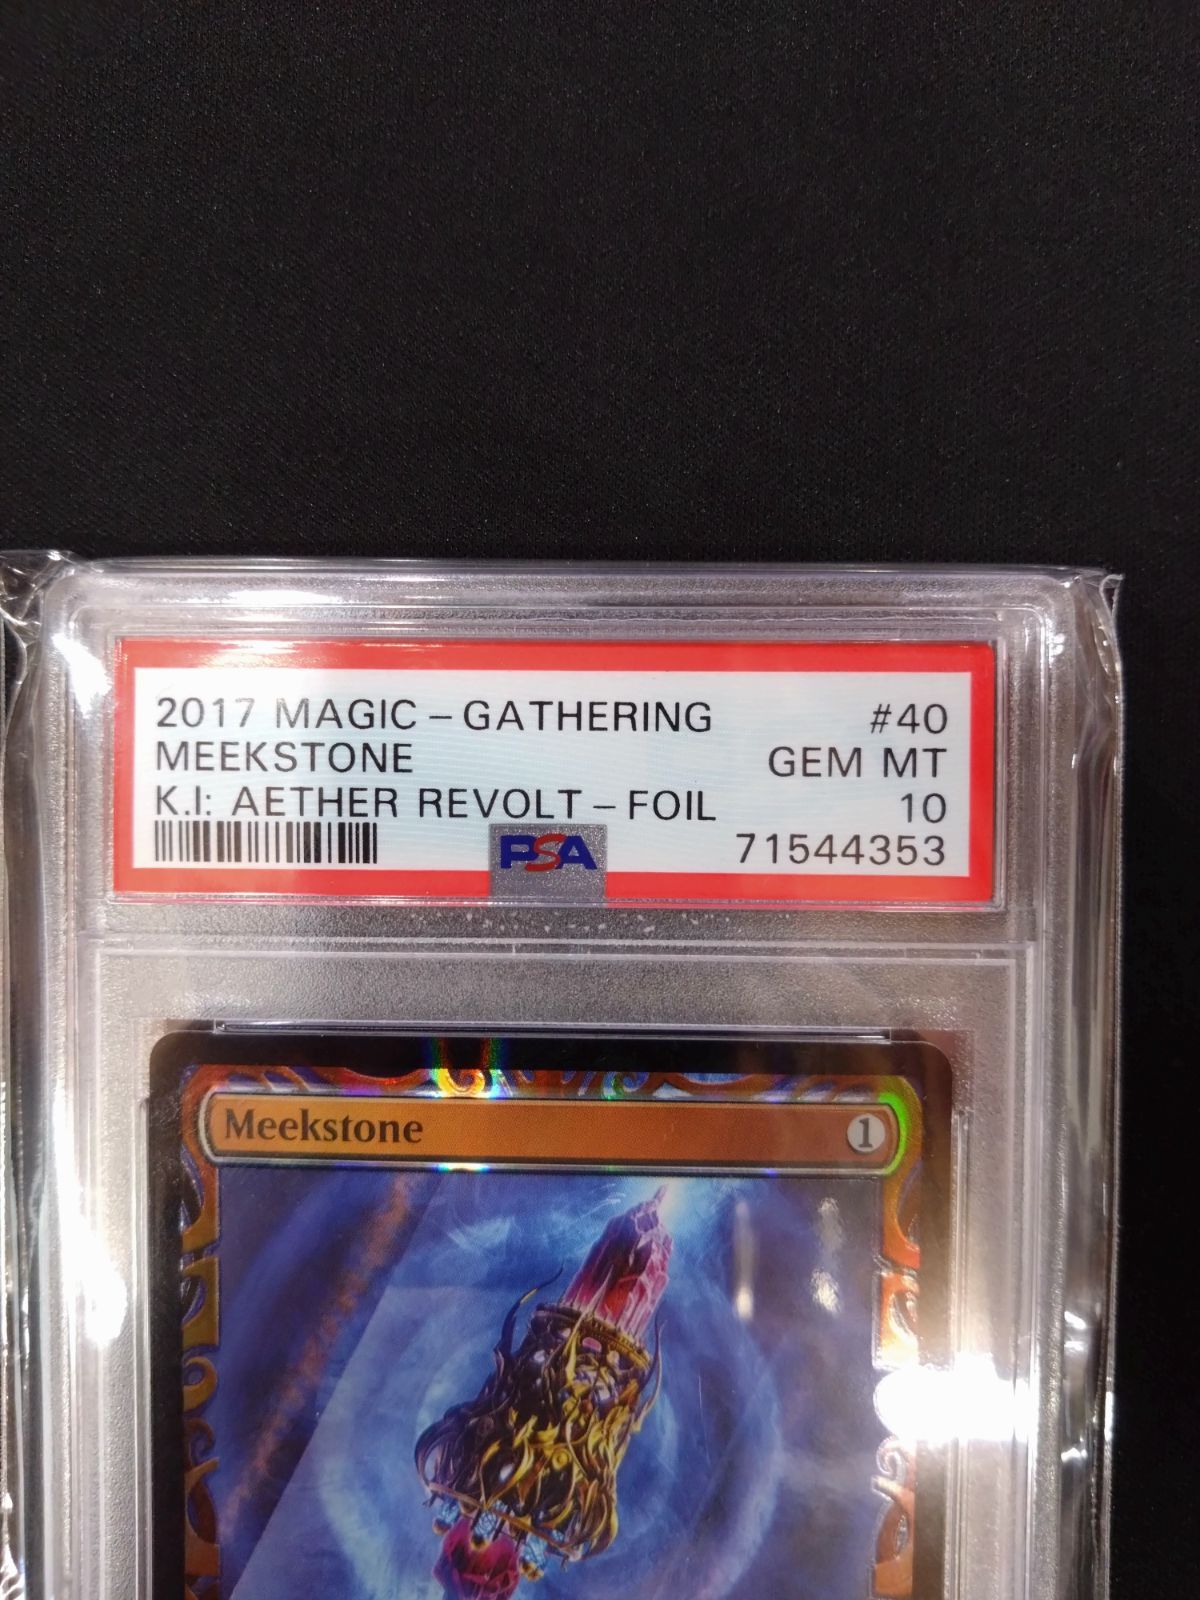 2017 MAGIC – GATHERING #40
MEEKSTONE GEM MT
K.I: AETHER REVOLT – FOIL 10
PSA 71544353
Meekstone 1